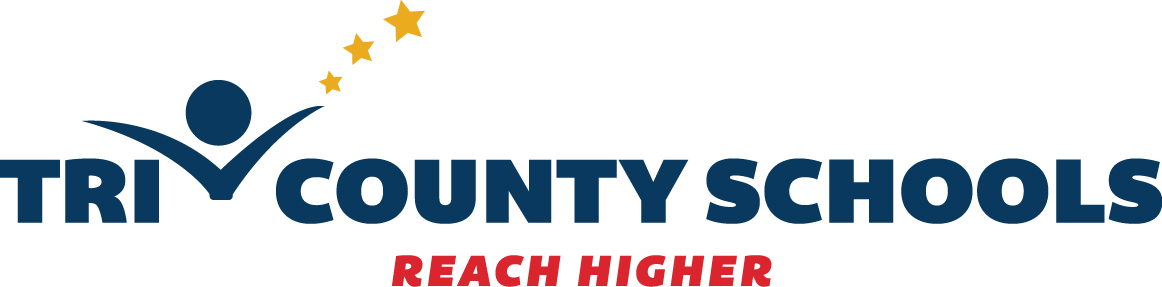 TRI COUNTY SCHOOLS
REACH HIGHER